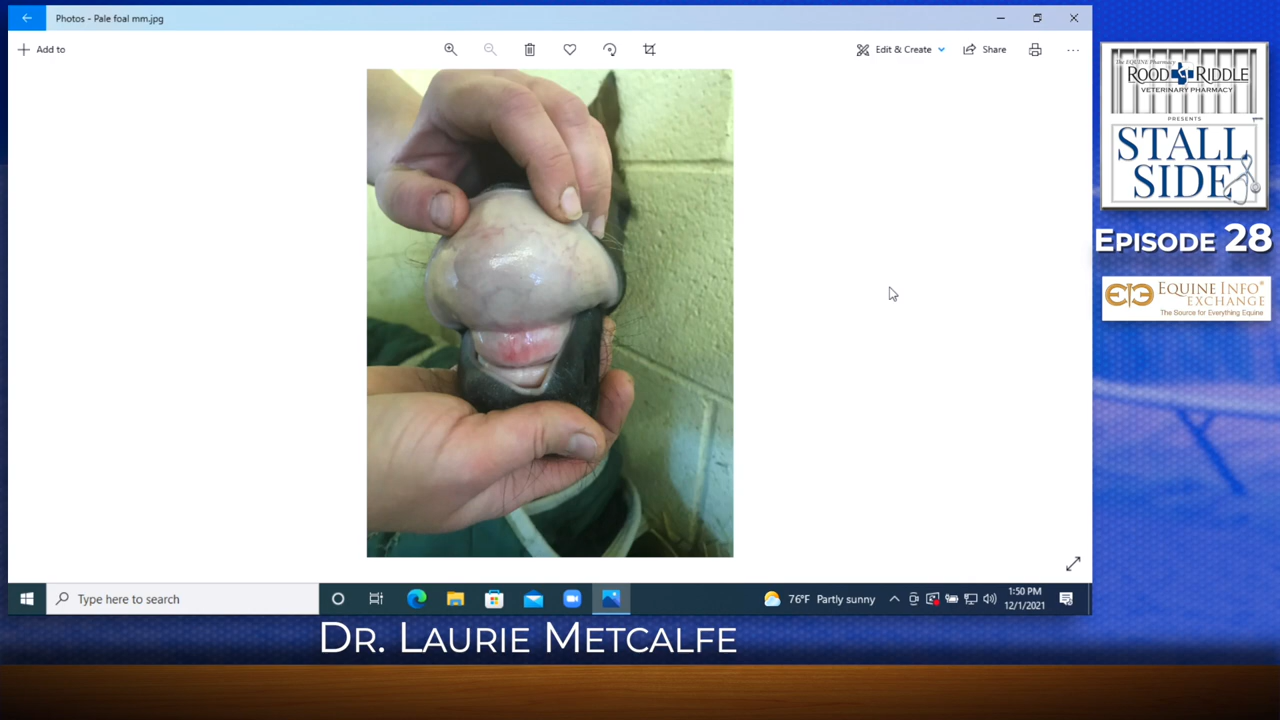 Photos - Pale foal mm.jpg
Add to
Edit & Create
Share
The EQUINE Pharmacy
ROOD RIDDLE
VETERINARY PHARMACY
PRESENTS
STALL
SIDE
EPISODE 28
EIE EQUINE INFO
EXCHANGE
The Source for Everything Equine
Type here to search
76°F Partly sunny
1:50 PM
12/1/2021
DR. LAURIE METCALFE